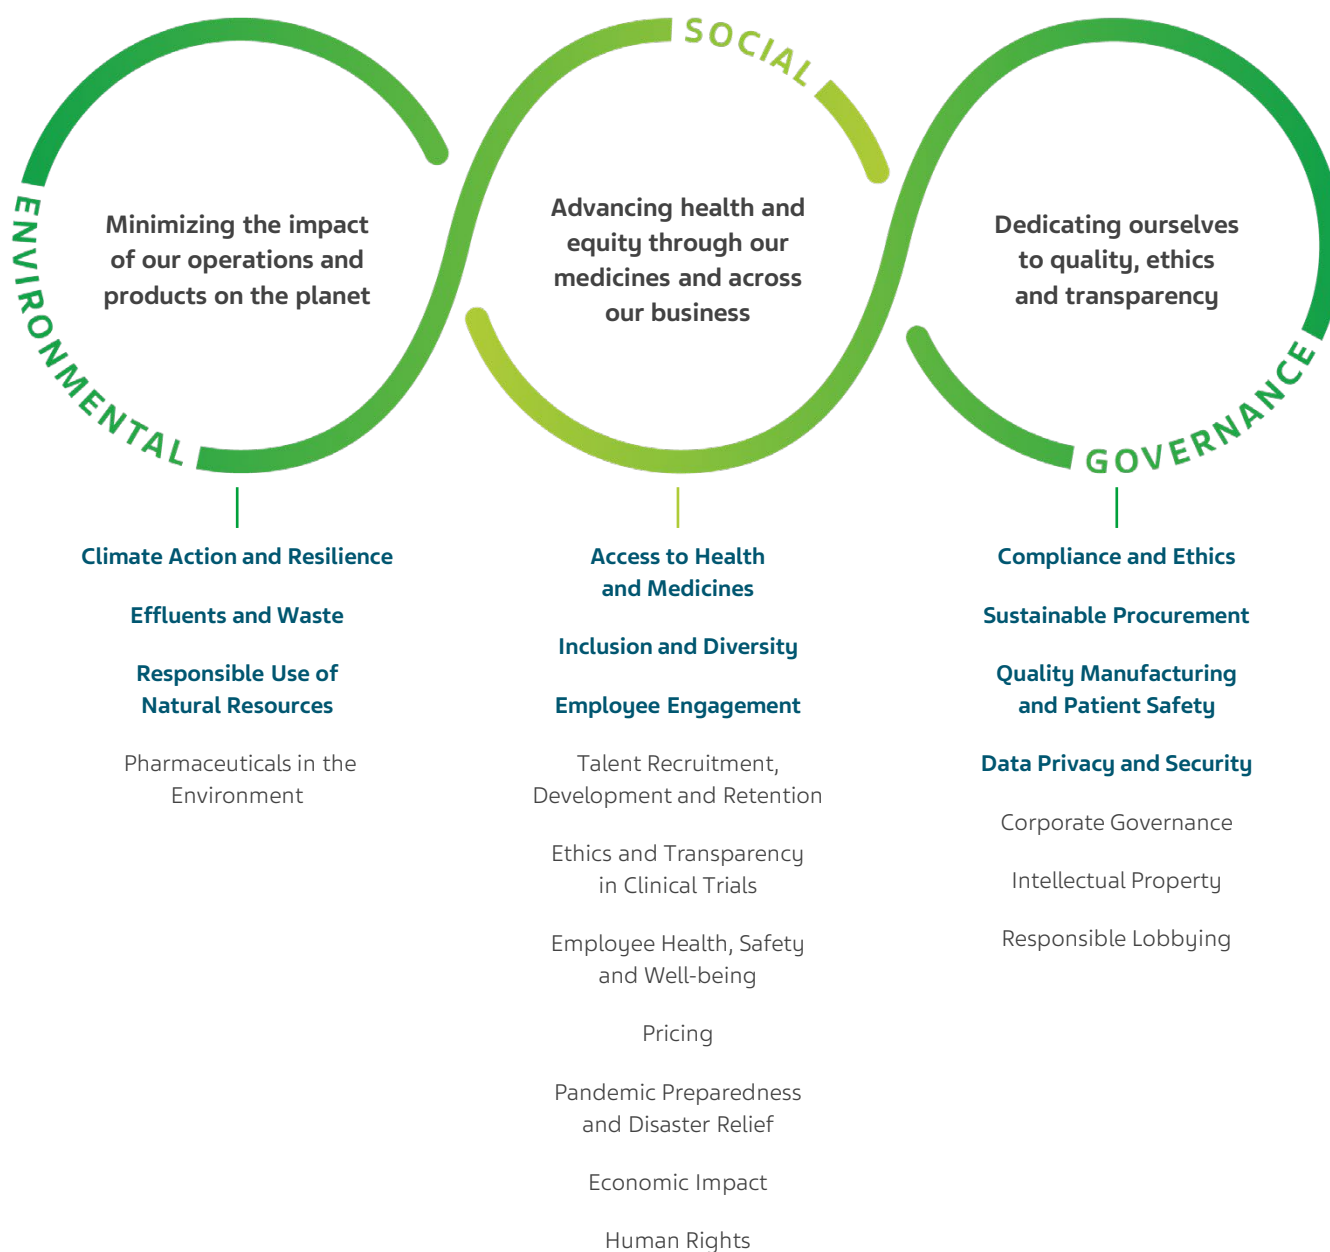 ENVIRONMENTAL
Minimizing the impact
of our operations and
products on the planet
Climate Action and Resilience
Effluents and Waste
Responsible Use of
Natural Resources
Pharmaceuticals in the
Environment
SOCIAL
Advancing health and
equity through our
medicines and across
our business
Access to Health
and Medicines
Inclusion and Diversity
Employee Engagement
Talent Recruitment,
Development and Retention
Ethics and Transparency
in Clinical Trials
Employee Health, Safety
and Well-being
Pricing
Pandemic Preparedness
and Disaster Relief
Economic Impact
Human Rights
GOVERNANCE
Dedicating ourselves
to quality, ethics
and transparency
Compliance and Ethics
Sustainable Procurement
Quality Manufacturing
and Patient Safety
Data Privacy and Security
Corporate Governance
Intellectual Property
Responsible Lobbying